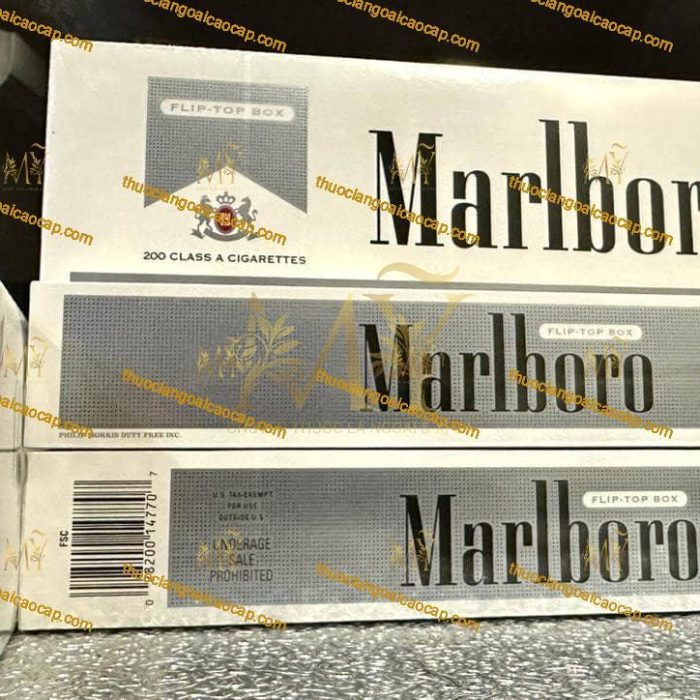 thuoclangoaicaocap.com
FLIP-TOP BOX
Marlboro
200 CLASS A CIGARETTES
FLIP-TOP BOX
Marlboro
PHILIP MORRIS DUTY FREE INC.
FSC
0 28200 14770 7
U.S. TAX-EXEMPT
FOR USE
OUTSIDE U.S.
UNDERAGE
SALE
PROHIBITED
FLIP-TOP BOX
Marlboro